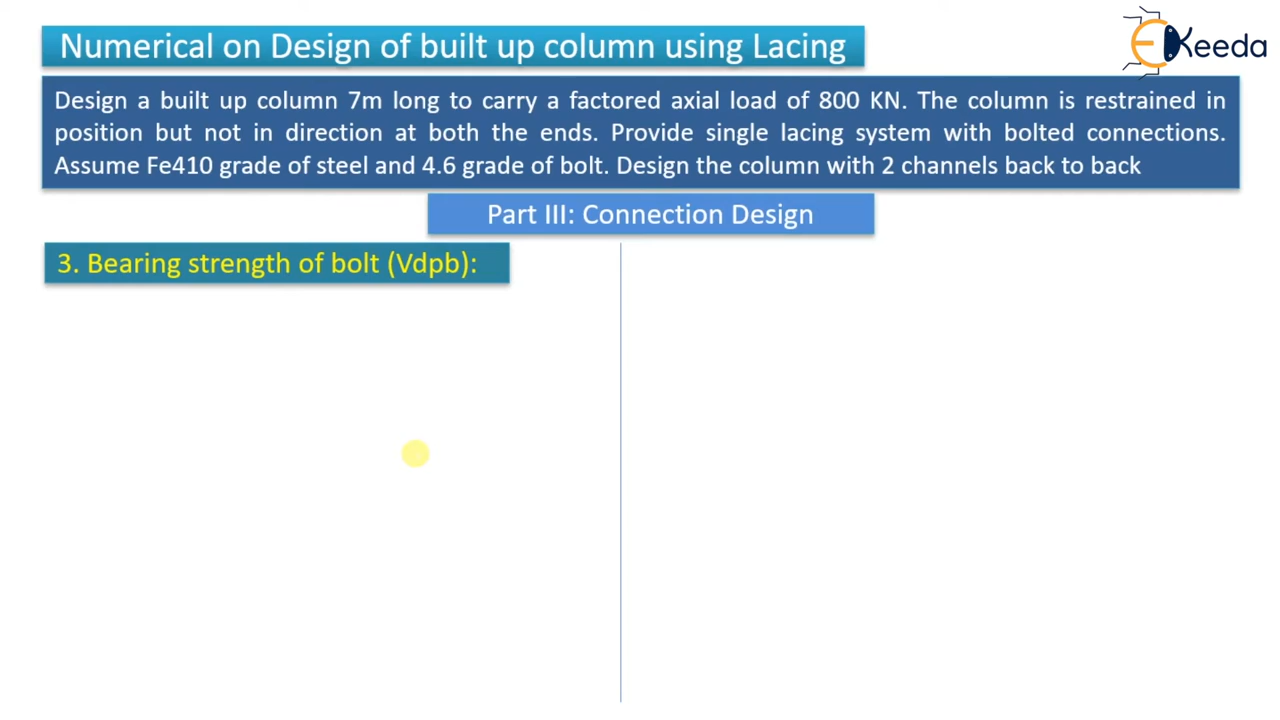 Numerical on Design of built up column using Lacing
EKeeda
Design a built up column 7m long to carry a factored axial load of 800 KN. The column is restrained in
position but not in direction at both the ends. Provide single lacing system with bolted connections.
Assume Fe410 grade of steel and 4.6 grade of bolt. Design the column with 2 channels back to back
Part III: Connection Design
3. Bearing strength of bolt (Vdpb):